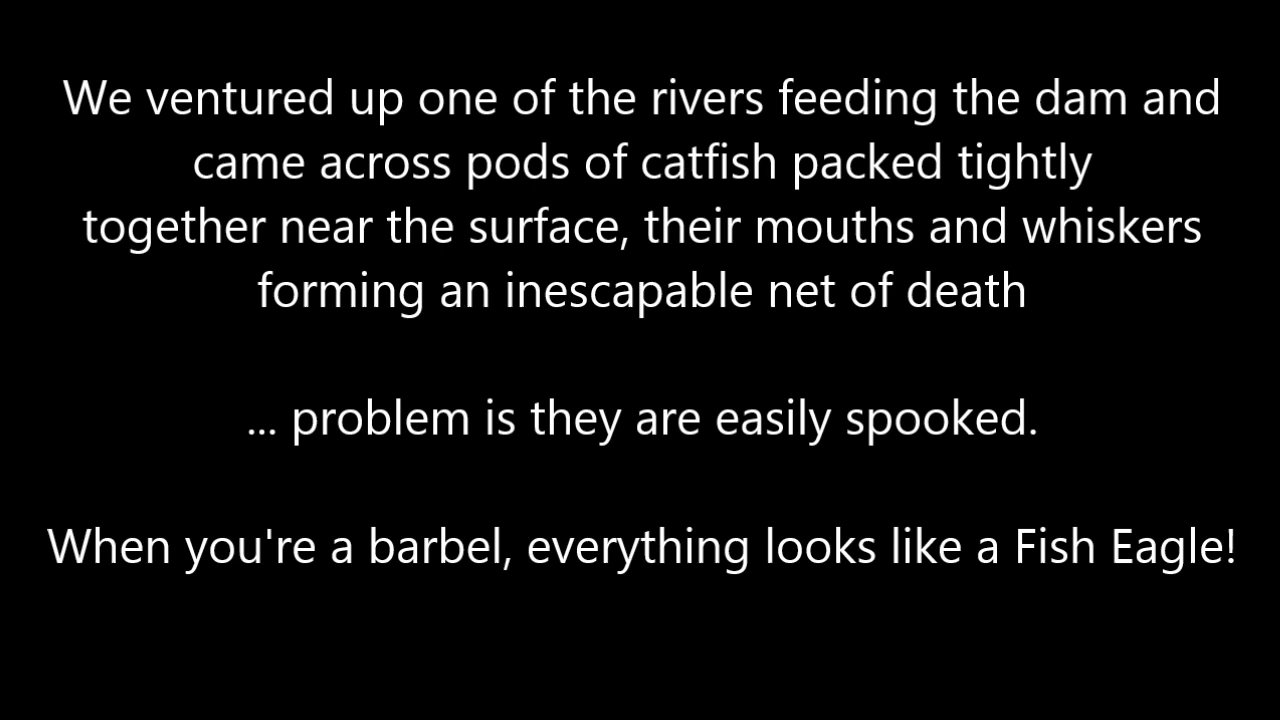 We ventured up one of the rivers feeding the dam and
came across pods of catfish packed tightly
together near the surface, their mouths and whiskers
forming an inescapable net of death
... problem is they are easily spooked.
When you're a barbel, everything looks like a Fish Eagle!